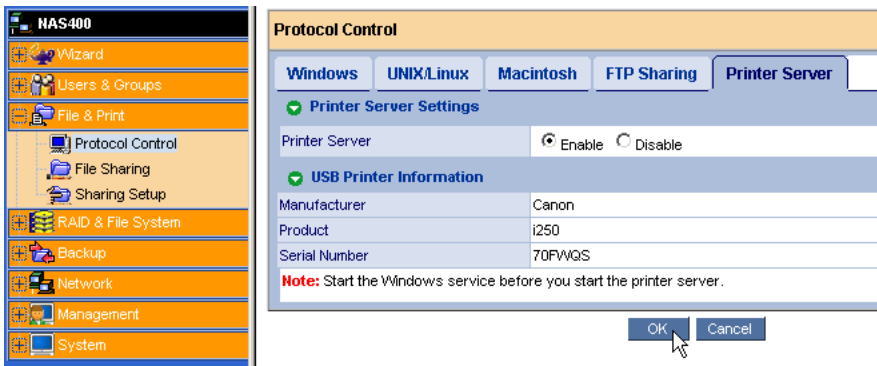 NAS400
Wizard
Users & Groups
File & Print
Protocol Control
File Sharing
Sharing Setup
RAID & File System
Backup
Network
Management
System
Protocol Control
Windows UNIX/Linux Macintosh FTP Sharing Printer Server
Printer Server Settings
Printer Server Enable Disable
USB Printer Information
Manufacturer Canon
Product i250
Serial Number 70FWQS
Note: Start the Windows service before you start the printer server.
OK Cancel